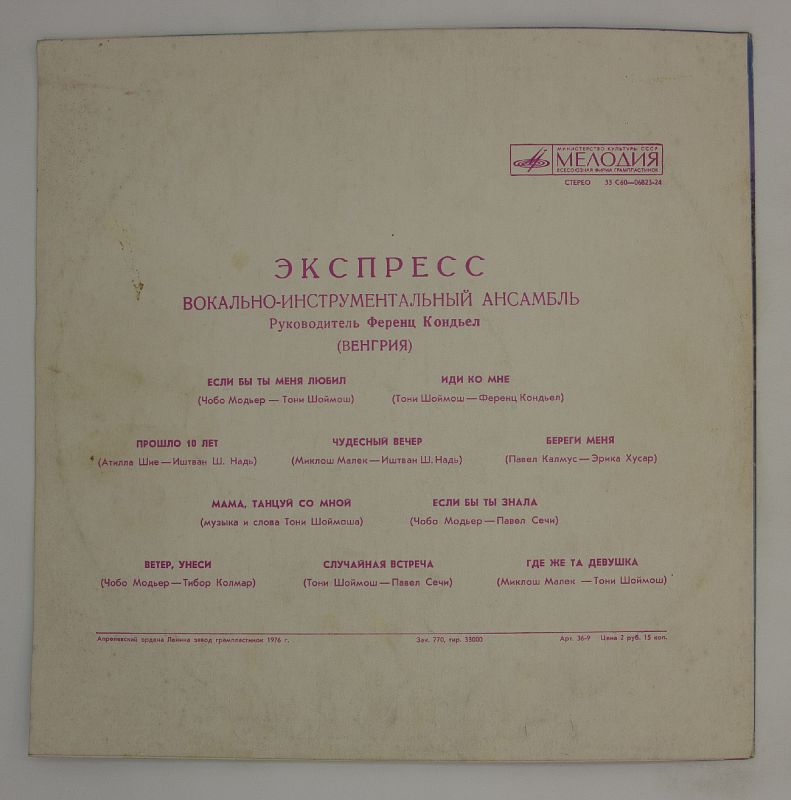 МИНИСТЕРСТВО КУЛЬТУРЫ СССР
МЕЛОДИЯ
ВСЕСОЮЗНАЯ ФИРМА ГРАМПЛАСТИНОК
СТЕРЕО 33 С60—06823-24
ЭКСПРЕСС
ВОКАЛЬНО-ИНСТРУМЕНТАЛЬНЫЙ АНСАМБЛЬ
Руководитель Ференц Кондьел
(ВЕНГРИЯ)
ЕСЛИ БЫ ТЫ МЕНЯ ЛЮБИЛ ИДИ КО МНЕ
(Чобо Модьер — Тони Шоймош) (Тони Шоймош — Ференц Кондьел)
ПРОШЛО 10 ЛЕТ ЧУДЕСНЫЙ ВЕЧЕР БЕРЕГИ МЕНЯ
(Атилла Шие — Иштван Ш. Надь) (Миклош Малек — Иштван Ш. Надь) (Павел Калмус — Эрика Хусар)
МАМА, ТАНЦУЙ СО МНОЙ ЕСЛИ БЫ ТЫ ЗНАЛА
(музыка и слова Тони Шоймоша) (Чобо Модьер — Павел Сечи)
ВЕТЕР, УНЕСИ СЛУЧАЙНАЯ ВСТРЕЧА ГДЕ ЖЕ ТА ДЕВУШКА
(Чобо Модьер — Тибор Колмар) (Тони Шоймош — Павел Сечи) (Миклош Малек — Тони Шоймош)
Апрелевский ордена Ленина завод грампластинок 1976 г. Зак. 770, тир. 33000 Арт. 36-9 Цена 2 руб. 15 коп.